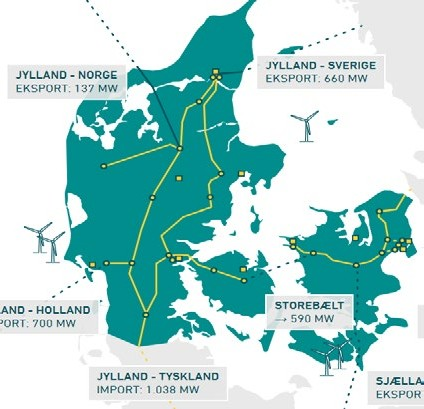 JYLLAND - NORGE
EKSPORT: 137 MW
JYLLAND - SVERIGE
EKSPORT: 660 MW
AND - HOLLAND
PORT: 700 MW
STOREBÆLT
→ 590 MW
JYLLAND - TYSKLAND
IMPORT: 1.038 MW
SJÆLLA
EKSPOR